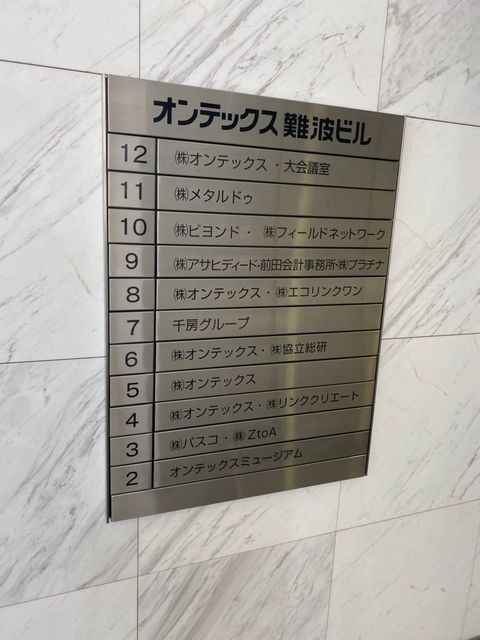 オンテックス難波ビル
12 ㈱オンテックス・大会議室
11 ㈱メタルドゥ
10 ㈱ビヨンド・㈱フィールドネットワーク
9 ㈱アサヒディード・前田会計事務所・㈱プラチナ
8 ㈱オンテックス・㈱エコリンクワン
7 千房グループ
6 ㈱オンテックス・㈱協立総研
5 ㈱オンテックス
4 ㈱オンテックス・㈱リンククリエート
3 ㈱パスコ・㈱ZtoA
2 オンテックスミュージアム